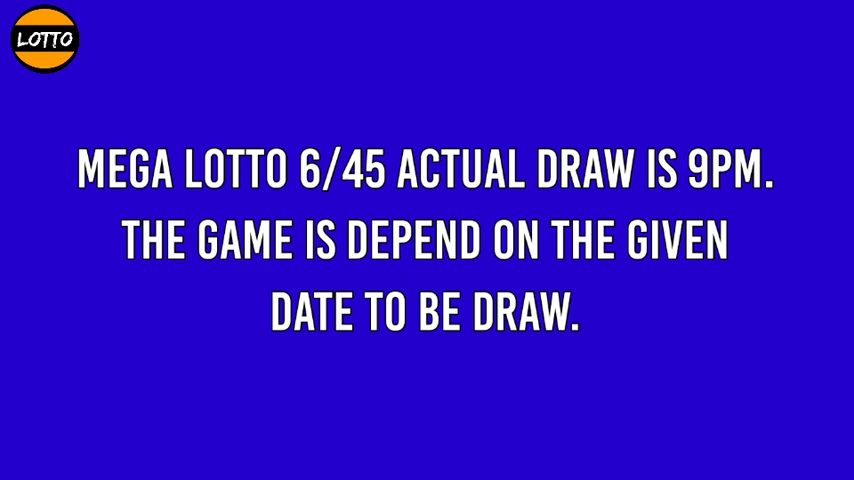 LOTTO
MEGA LOTTO 6/45 ACTUAL DRAW IS 9PM.
THE GAME IS DEPEND ON THE GIVEN
DATE TO BE DRAW.